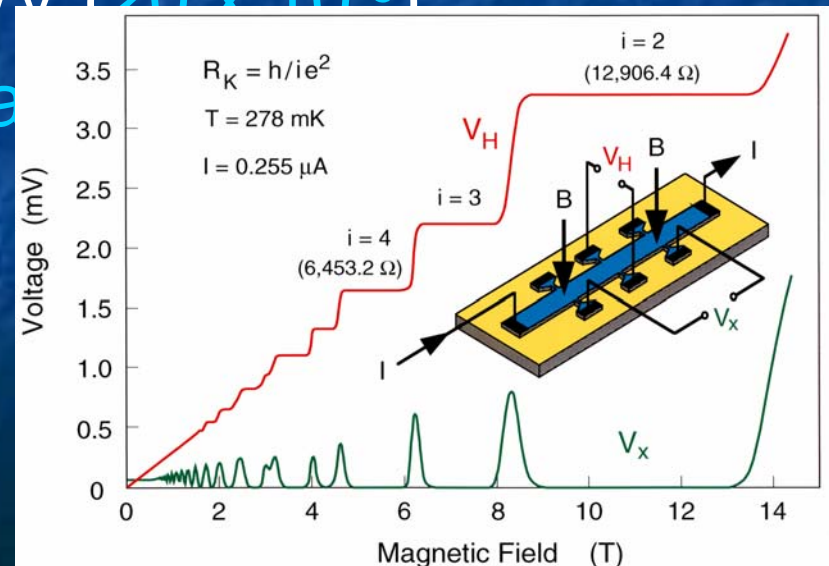 R_K = h/ie²
T = 278 mK
I = 0.255 μA
i = 2
(12,906.4 Ω)
i = 3
i = 4
(6,453.2 Ω)
V_H
V_H
B
B
I
I
V_x
V_x
Voltage (mV)
3.5
3.0
2.5
2.0
1.5
1.0
0.5
0
0 2 4 6 8 10 12 14
Magnetic Field (T)